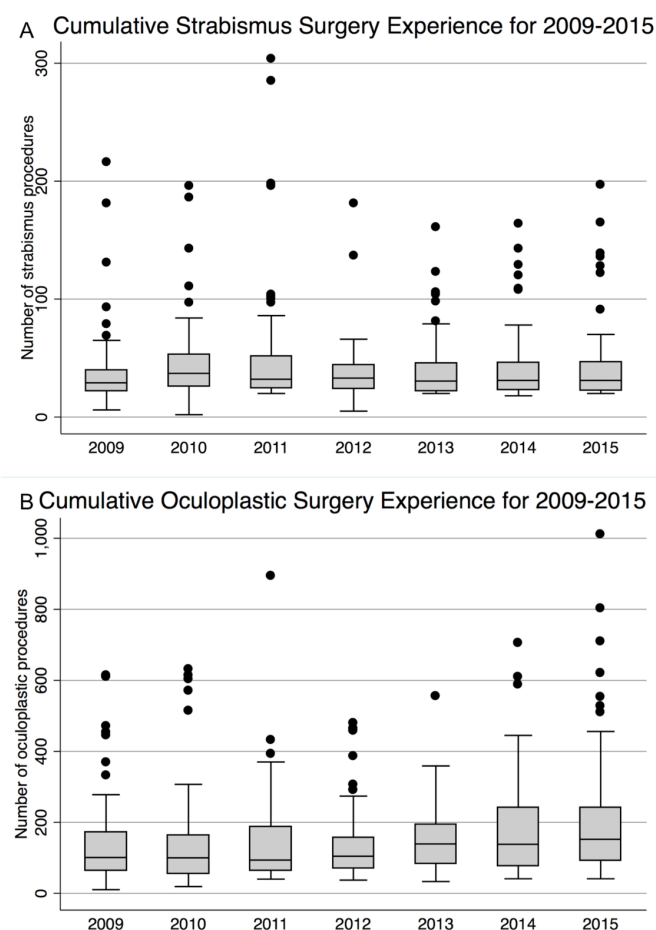 A Cumulative Strabismus Surgery Experience for 2009-2015
Number of strabismus procedures
300
200
100
0
2009 2010 2011 2012 2013 2014 2015
B Cumulative Oculoplastic Surgery Experience for 2009-2015
Number of oculoplastic procedures
1,000
800
600
400
200
0
2009 2010 2011 2012 2013 2014 2015